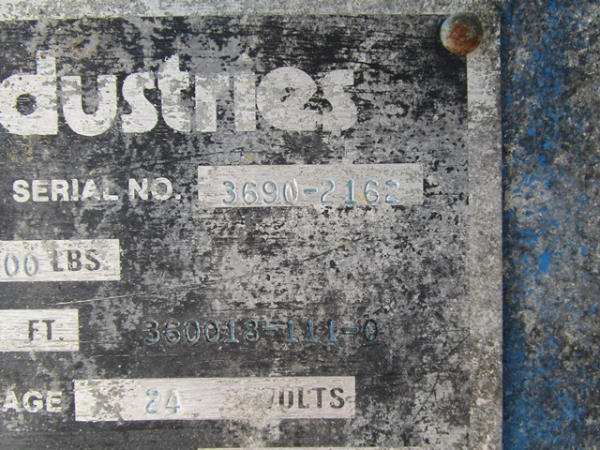 dustries
SERIAL NO. 3690-2162
00 LBS.
FT. 360013-111-0
AGE 24 VOLTS